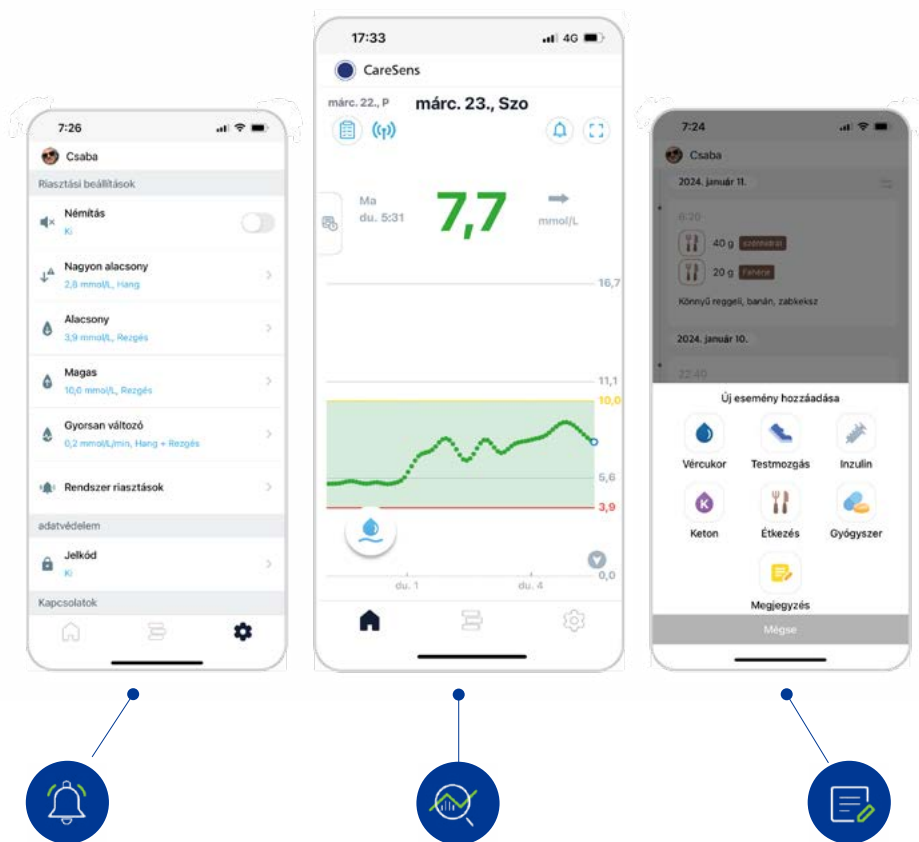 7:26
Csaba
Riasztási beállítások
Némítás
Ki
Nagyon alacsony
2,8 mmol/L, Hang
Alacsony
3,9 mmol/L, Rezgés
Magas
10,0 mmol/L, Rezgés
Gyorsan változó
0,2 mmol/L/min, Hang + Rezgés
Rendszer riasztások
adatvédelem
Jelkód
Ki
Kapcsolatok
17:33
4G
CareSens
márc. 22., P
márc. 23., Szo
Ma
du. 5:31
7,7
mmol/L
16,7
11,1
10,0
5,6
3,9
0,0
du. 1
du. 4
7:24
Csaba
2024. január 11.
6:20
40 g szénhidrát
20 g Fehérje
Könnyű reggeli, banán, zabkeksz
2024. január 10.
22:40
Új esemény hozzáadása
Vércukor
Testmozgás
Inzulin
Keton
Étkezés
Gyógyszer
Megjegyzés
Mégse